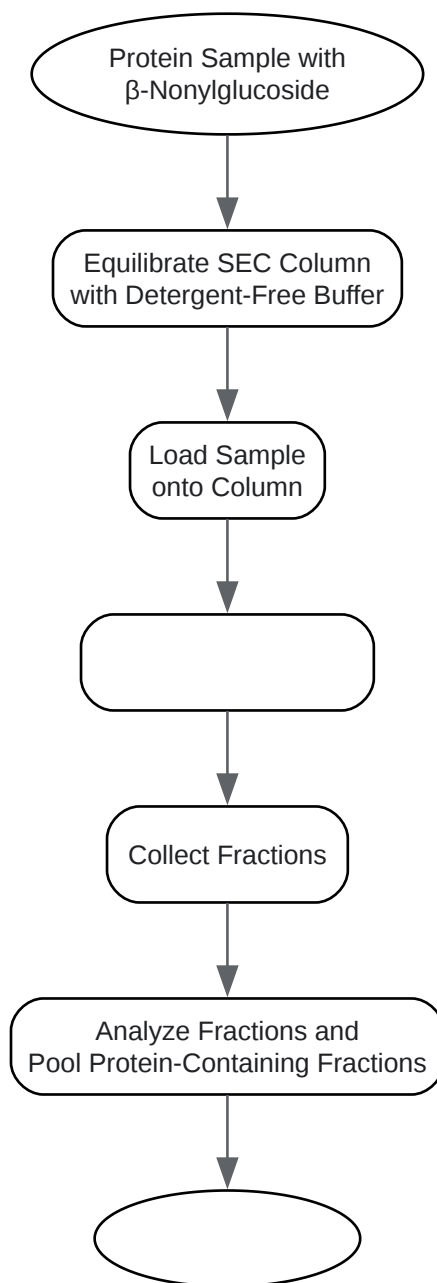 Protein Sample with
β-Nonylglucoside
Equilibrate SEC Column
with Detergent-Free Buffer
Load Sample
onto Column
Collect Fractions
Analyze Fractions and
Pool Protein-Containing Fractions